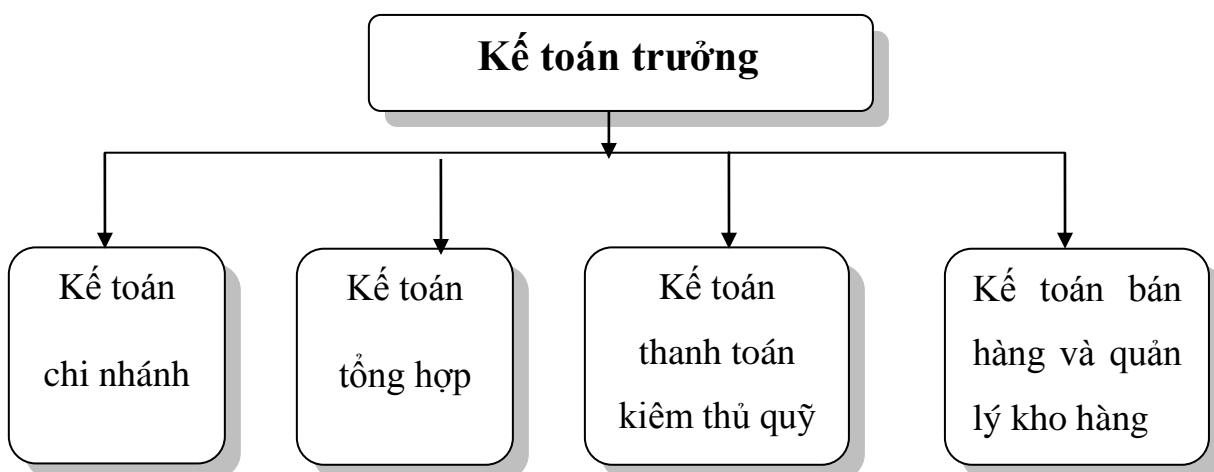 Kế toán trưởng
Kế toán
chi nhánh
Kế toán
tổng hợp
Kế toán
thanh toán
kiêm thủ quỹ
Kế toán bán
hàng và quản
lý kho hàng